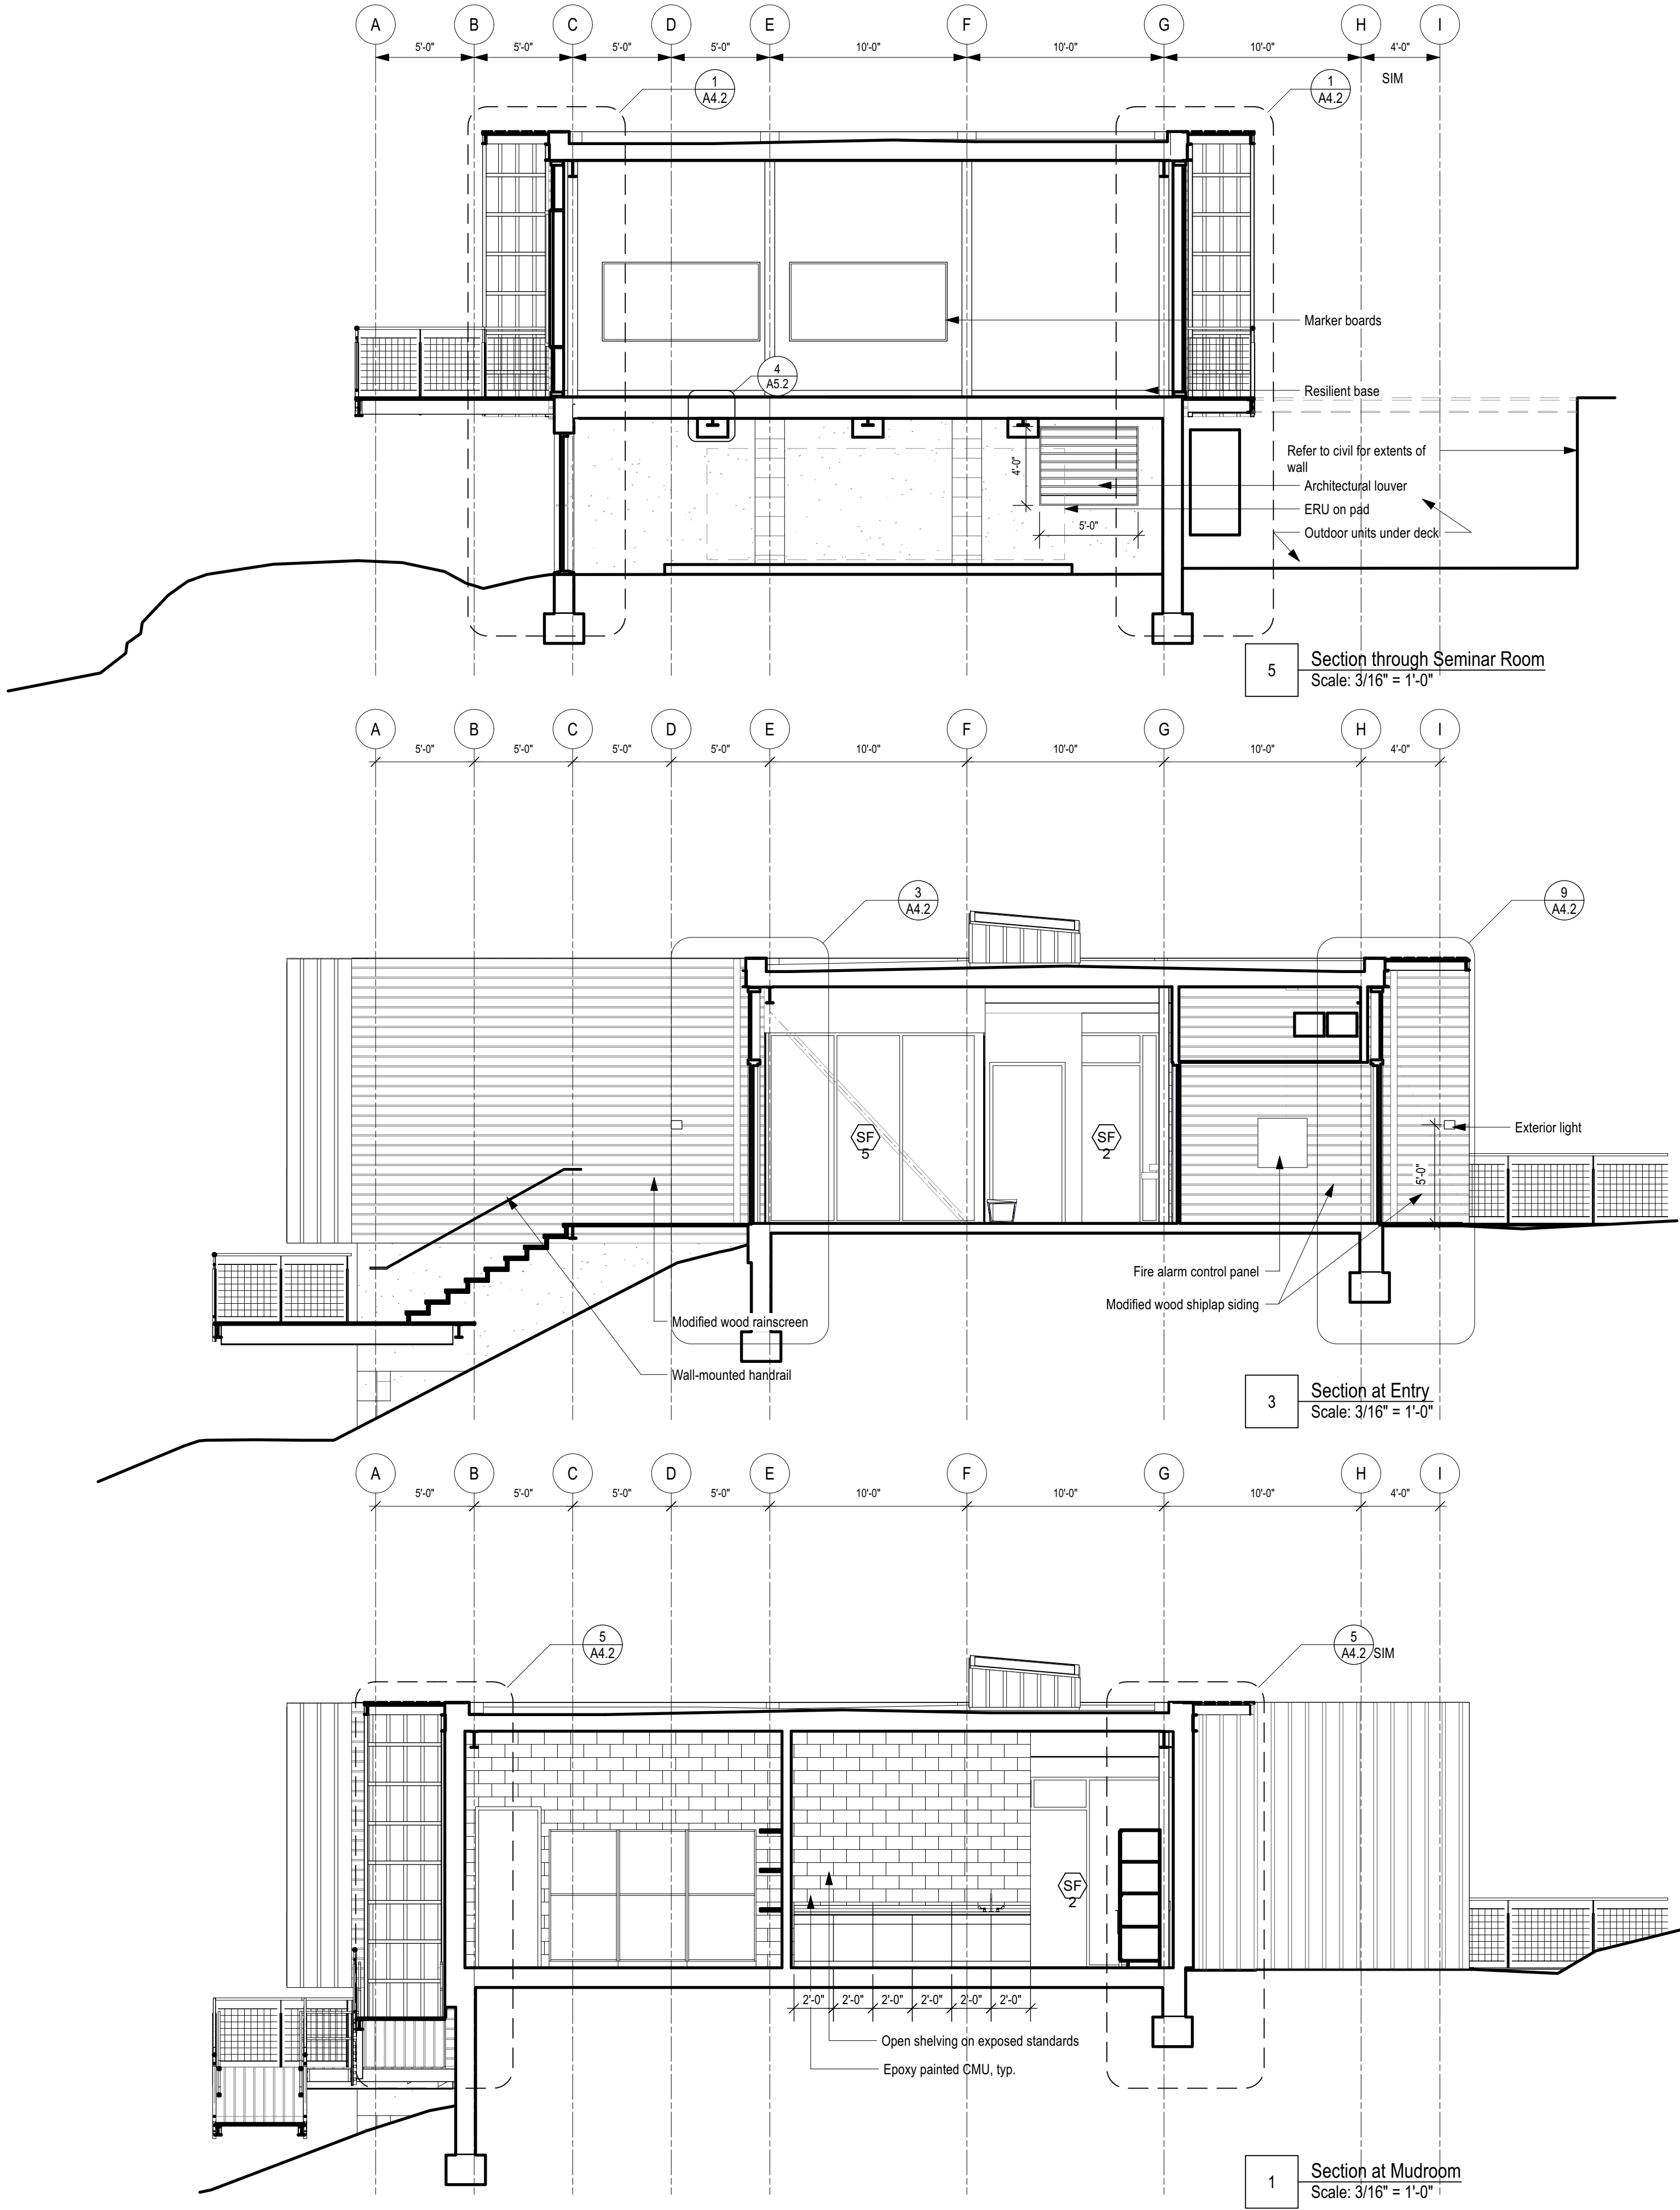 A B C D E F G H I
5'-0" 5'-0" 5'-0" 5'-0" 10'-0" 10'-0" 10'-0" 4'-0"
1
A4.2
1
A4.2
SIM
Marker boards
4
A5.2
Resilient base
Refer to civil for extents of
wall
4'-0"
Architectural louver
ERU on pad
5'-0"
Outdoor units under deck
5
Section through Seminar Room
Scale: 3/16" = 1'-0"
A B C D E F G H I
5'-0" 5'-0" 5'-0" 5'-0" 10'-0" 10'-0" 10'-0" 4'-0"
3
A4.2
9
A4.2
SF
5
SF
2
Exterior light
5'-0"
Fire alarm control panel
Modified wood shiplap siding
Modified wood rainscreen
Wall-mounted handrail
3
Section at Entry
Scale: 3/16" = 1'-0"
A B C D E F G H I
5'-0" 5'-0" 5'-0" 5'-0" 10'-0" 10'-0" 10'-0" 4'-0"
5
A4.2
5
A4.2
SIM
SF
2
2'-0" 2'-0" 2'-0" 2'-0" 2'-0" 2'-0"
Open shelving on exposed standards
Epoxy painted CMU, typ.
1
Section at Mudroom
Scale: 3/16" = 1'-0"